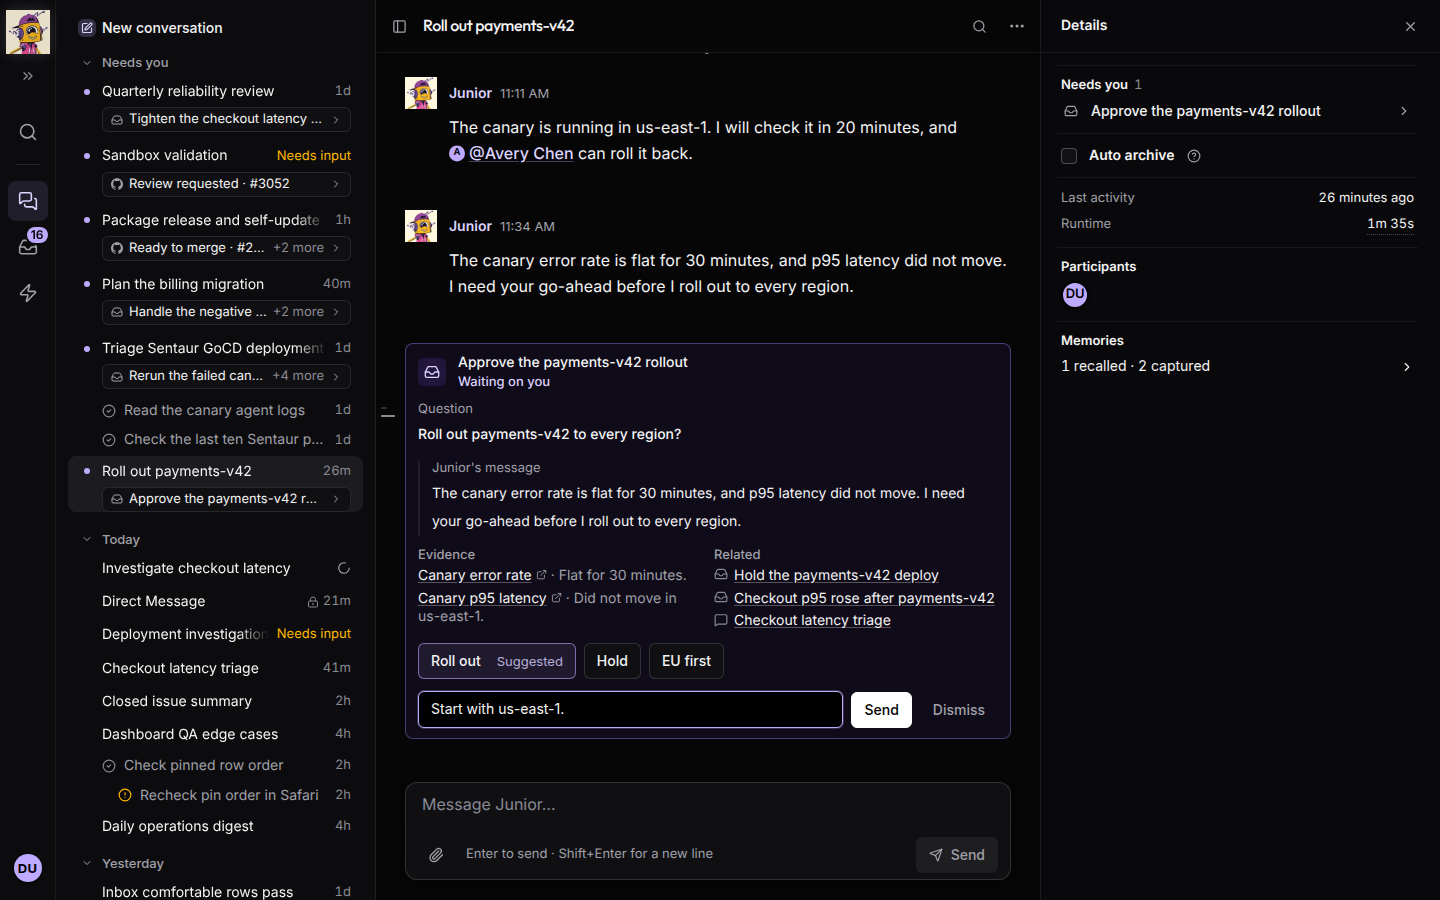 New conversation
Needs you
Quarterly reliability review 1d
Tighten the checkout latency ...
Sandbox validation Needs input
Review requested · #3052
Package release and self-update 1h
Ready to merge · #2... +2 more
Plan the billing migration 40m
Handle the negative ... +2 more
Triage Sentaur GoCD deployment 1d
Rerun the failed can... +4 more
Read the canary agent logs 1d
Check the last ten Sentaur p... 1d
Roll out payments-v42 26m
Approve the payments-v42 r...
Today
Investigate checkout latency
Direct Message 21m
Deployment investigation Needs input
Checkout latency triage 41m
Closed issue summary 2h
Dashboard QA edge cases 4h
Check pinned row order 2h
Recheck pin order in Safari 2h
Daily operations digest 4h
Yesterday
Inbox comfortable rows pass 1d
16
DU
Roll out payments-v42
Junior 11:11 AM
The canary is running in us-east-1. I will check it in 20 minutes, and
A @Avery Chen can roll it back.
Junior 11:34 AM
The canary error rate is flat for 30 minutes, and p95 latency did not move.
I need your go-ahead before I roll out to every region.
Approve the payments-v42 rollout
Waiting on you
Question
Roll out payments-v42 to every region?
Junior's message
The canary error rate is flat for 30 minutes, and p95 latency did not move. I need
your go-ahead before I roll out to every region.
Evidence
Canary error rate · Flat for 30 minutes.
Canary p95 latency · Did not move in
us-east-1.
Related
Hold the payments-v42 deploy
Checkout p95 rose after payments-v42
Checkout latency triage
Roll out Suggested Hold EU first
Start with us-east-1. Send Dismiss
Message Junior...
Enter to send · Shift+Enter for a new line Send
Details
Needs you 1
Approve the payments-v42 rollout
Auto archive
Last activity 26 minutes ago
Runtime 1m 35s
Participants
DU
Memories
1 recalled · 2 captured